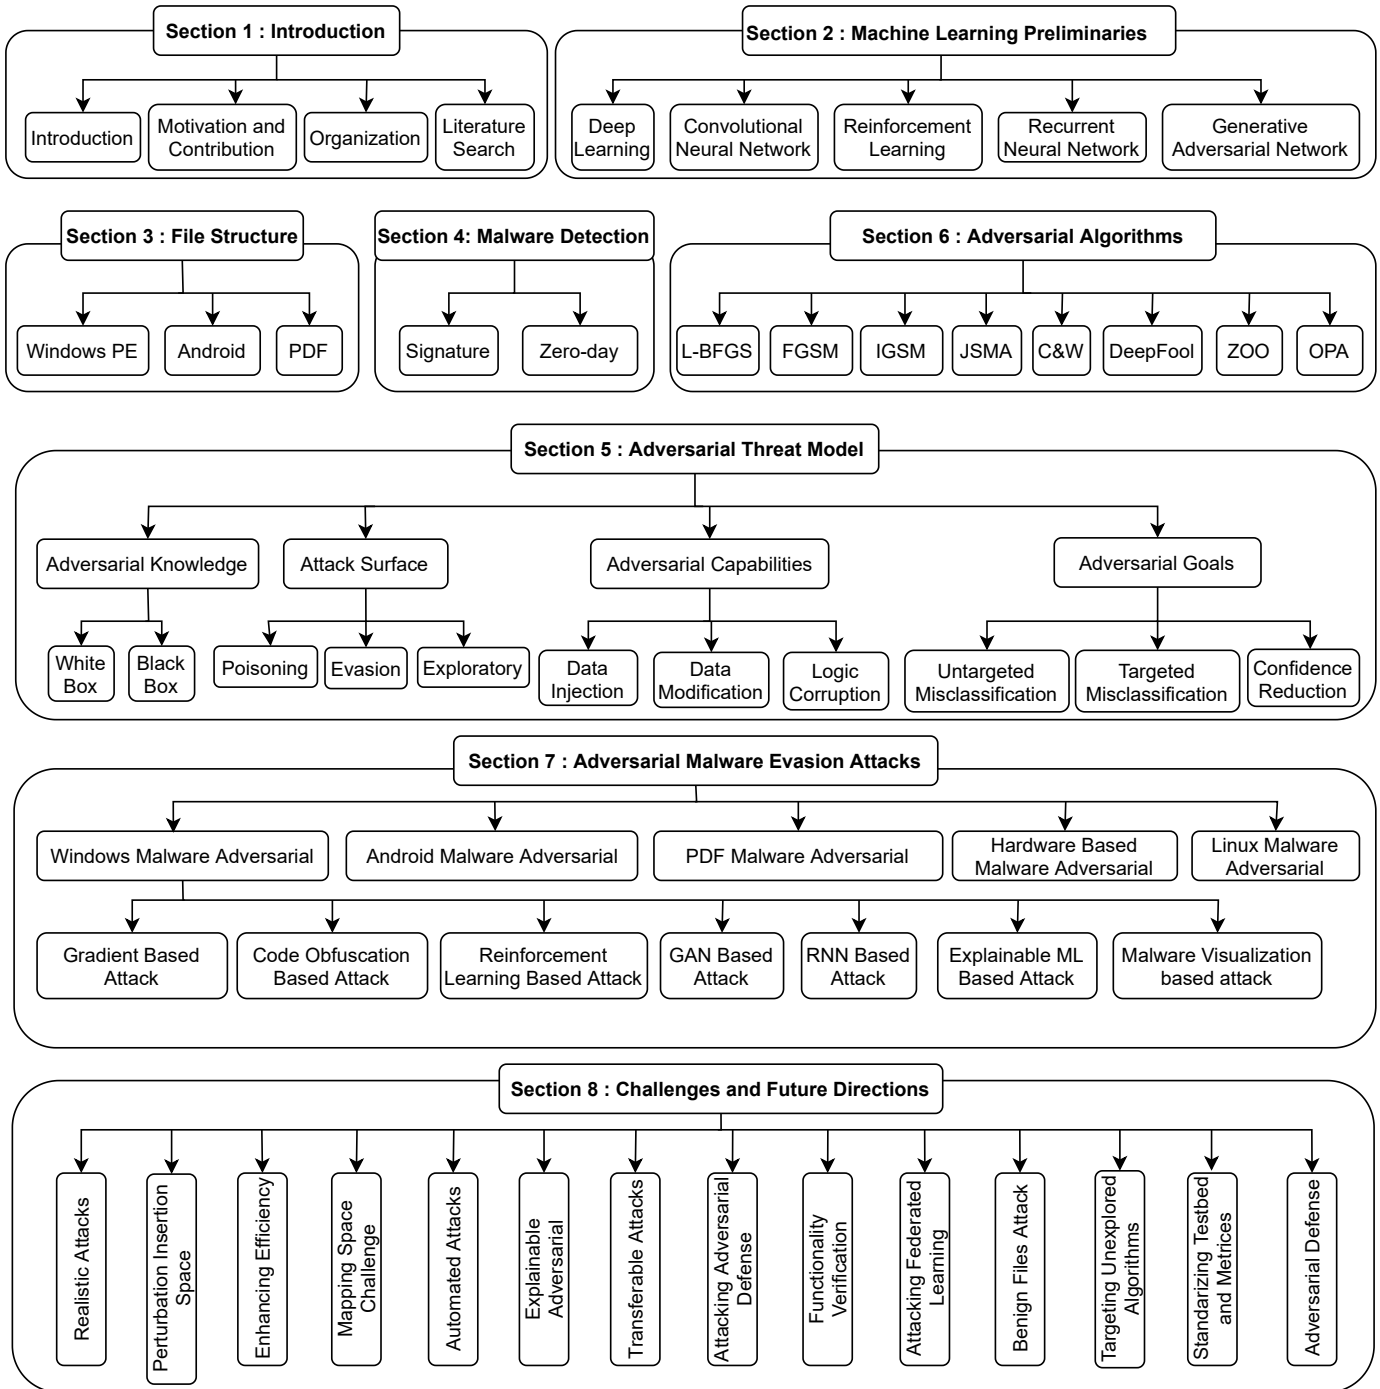 Section 1 : Introduction
Introduction
Motivation and
Contribution
Organization
Literature
Search
Section 2 : Machine Learning Preliminaries
Deep
Learning
Convolutional
Neural Network
Reinforcement
Learning
Recurrent
Neural Network
Generative
Adversarial Network
Section 3 : File Structure
Windows PE
Android
PDF
Section 4: Malware Detection
Signature
Zero-day
Section 6 : Adversarial Algorithms
L-BFGS
FGSM
IGSM
JSMA
C&W
DeepFool
ZOO
OPA
Section 5 : Adversarial Threat Model
Adversarial Knowledge
White
Box
Black
Box
Attack Surface
Poisoning
Evasion
Exploratory
Adversarial Capabilities
Data
Injection
Data
Modification
Logic
Corruption
Adversarial Goals
Untargeted
Misclassification
Targeted
Misclassification
Confidence
Reduction
Section 7 : Adversarial Malware Evasion Attacks
Windows Malware Adversarial
Android Malware Adversarial
PDF Malware Adversarial
Hardware Based
Malware Adversarial
Linux Malware
Adversarial
Gradient Based
Attack
Code Obfuscation
Based Attack
Reinforcement
Learning Based Attack
GAN Based
Attack
RNN Based
Attack
Explainable ML
Based Attack
Malware Visualization
based attack
Section 8 : Challenges and Future Directions
Realistic Attacks
Perturbation Insertion
Space
Enhancing Efficiency
Mapping Space
Challenge
Automated Attacks
Explainable
Adversarial
Transferable Attacks
Attacking Adversarial
Defense
Functionality
Verification
Attacking Federated
Learning
Benign Files Attack
Targeting Unexplored
Algorithms
Standarizing Testbed
and Metrices
Adversarial Defense